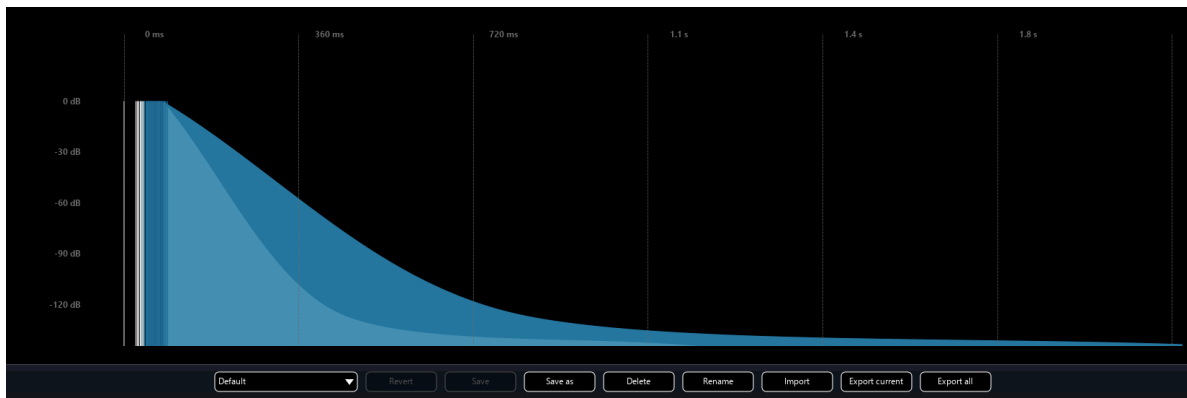 0 ms 360 ms 720 ms 1.1 s 1.4 s 1.8 s
0 dB
-30 dB
-60 dB
-90 dB
-120 dB
Default Revert Save Save as Delete Rename Import Export current Export all